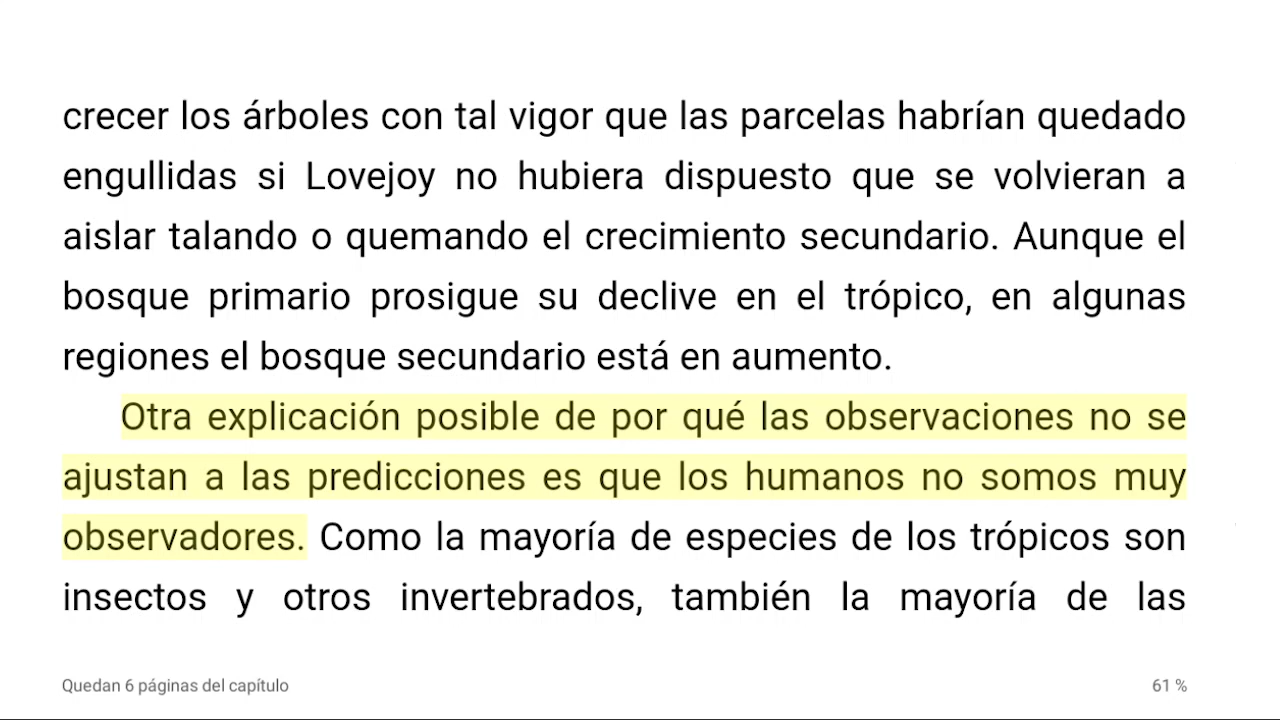 crecer los árboles con tal vigor que las parcelas habrían quedado
engullidas si Lovejoy no hubiera dispuesto que se volvieran a
aislar talando o quemando el crecimiento secundario. Aunque el
bosque primario prosigue su declive en el trópico, en algunas
regiones el bosque secundario está en aumento.
Otra explicación posible de por qué las observaciones no se
ajustan a las predicciones es que los humanos no somos muy
observadores. Como la mayoría de especies de los trópicos son
insectos y otros invertebrados, también la mayoría de las
Quedan 6 páginas del capítulo
61 %